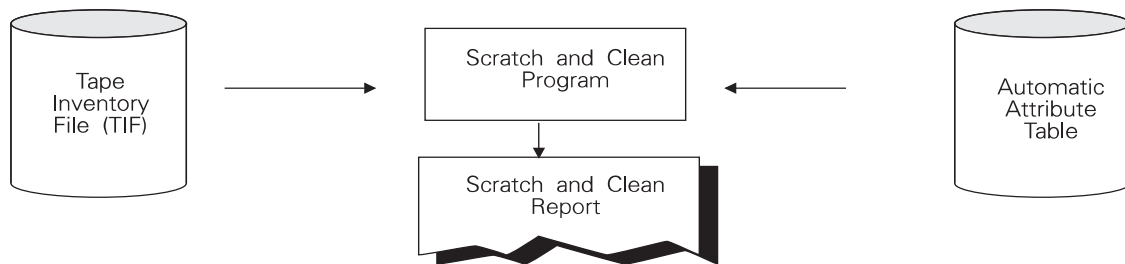 Tape
Inventory
File (TIF)
Scratch and Clean
Program
Automatic
Attribute
Table
Scratch and Clean
Report